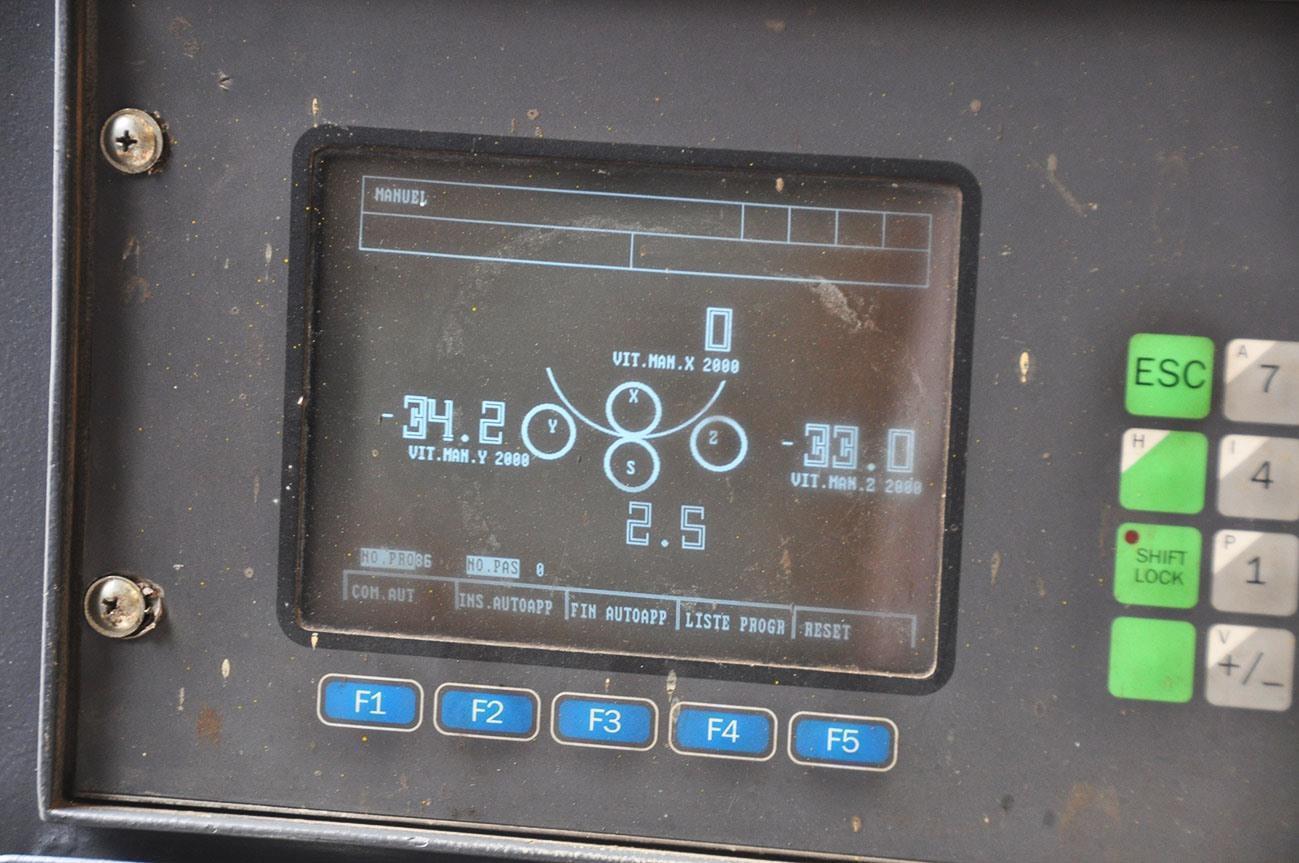 MANUEL
0
VIT.MAN.X 2000
X
-34.2
Y
Z
-33.0
VIT.MAN.Y 2000
S
VIT.MAN.Z 2000
2.5
NO.PRO86 NO.PAS 0
COM.AUT INS.AUTOAPP FIN AUTOAPP LISTE PROGR RESET
F1 F2 F3 F4 F5
ESC A 7
H I 4
SHIFT LOCK P 1
V +/_